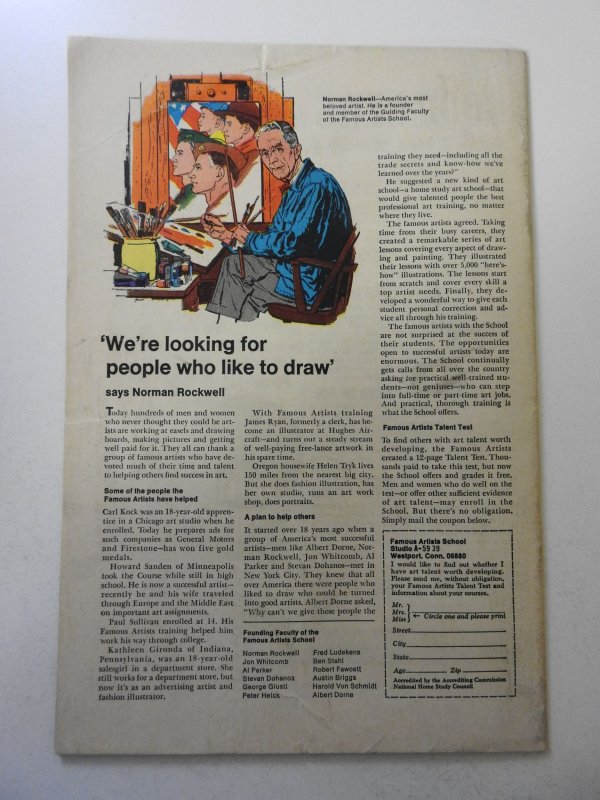 Norman Rockwell—America's most
beloved artist. He is a founder
and member of the Guiding Faculty
of the Famous Artists School.
'We're looking for
people who like to draw'
says Norman Rockwell
Today hundreds of men and women
who never thought they could be art-
ists are working at easels and drawing
boards, making pictures and getting
well paid for it. They all can thank a
group of famous artists who have de-
voted much of their time and talent
to helping others find success in art.
Some of the people the
Famous Artists have helped
Carl Kock was an 18-year-old appren-
tice in a Chicago art studio when he
enrolled. Today he prepares ads for
such companies as General Motors
and Firestone—has won five gold
medals.
Howard Sanden of Minneapolis
took the Course while still in high
school. He is now a successful artist—
recently he and his wife traveled
through Europe and the Middle East
on important art assignments.
Paul Sullivan enrolled at 14. His
Famous Artists training helped him
work his way through college.
Kathleen Gironda of Indiana,
Pennsylvania, was an 18-year-old
salesgirl in a department store. She
still works for a department store, but
now it's as an advertising artist and
fashion illustrator.
With Famous Artists training
James Ryan, formerly a clerk, has be-
come an illustrator at Hughes Air-
craft—and turns out a steady stream
of well-paying free-lance artwork in
his spare time.
Oregon housewife Helen Tryk lives
150 miles from the nearest big city.
But she does fashion illustration, has
her own studio, runs an art work
shop, does portraits.
A plan to help others
It started over 18 years ago when a
group of America's most successful
artists—men like Albert Dorne, Nor-
man Rockwell, Jon Whitcomb, Al
Parker and Stevan Dohanos—met in
New York City. They knew that all
over America there were people who
liked to draw who could be turned
into good artists. Albert Dorne asked,
"Why can't we give these people the
Founding Faculty of the
Famous Artists School
Norman Rockwell
Jon Whitcomb
Al Parker
Stevan Dohanos
George Giusti
Peter Helck
Fred Ludekens
Ben Stahl
Robert Fawcett
Austin Briggs
Harold Von Schmidt
Albert Dorne
training they need—including all the
trade secrets and know-how we've
learned over the years?"
He suggested a new kind of art
school—a home study art school—that
would give talented people the best
professional art training, no matter
where they live.
The famous artists agreed. Taking
time from their busy careers, they
created a remarkable series of art
lessons covering every aspect of draw-
ing and painting. They illustrated
their lessons with over 5,000 "here's-
how" illustrations. The lessons start
from scratch and cover every skill a
top artist needs. Finally, they de-
veloped a wonderful way to give each
student personal correction and ad-
vice all through his training.
The famous artists with the School
are not surprised at the success of
their students. The opportunities
open to successful artists today are
enormous. The School continually
gets calls from all over the country
asking for practical well-trained stu-
dents—not geniuses—who can step
into full-time or part-time art jobs.
And practical, thorough training is
what the School offers.
Famous Artists Talent Test
To find others with art talent worth
developing, the Famous Artists
created a 12-page Talent Test. Thou-
sands paid to take this test, but now
the School offers and grades it free.
Men and women who do well on the
test—or offer other sufficient evidence
of art talent—may enroll in the
School. But there's no obligation.
Simply mail the coupon below.
Famous Artists School
Studio A-5939
Westport, Conn. 06880
I would like to find out whether I
have art talent worth developing.
Please send me, without obligation,
your Famous Artists Talent Test and
information about your courses.
Mr.
Mrs. ← Circle one and please print
Miss
Street
City
State
Age Zip
Accredited by the Accrediting Commission
National Home Study Council